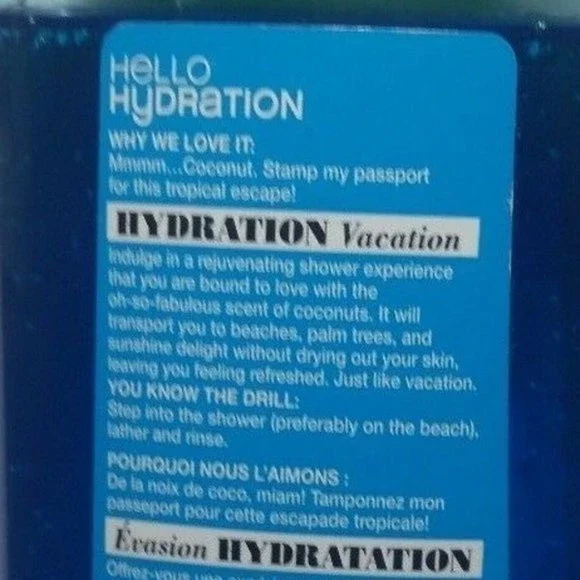 HeLLO
HyDRaTION
WHY WE LOVE IT:
Mmmm...Coconut. Stamp my passport
for this tropical escape!
HYDRATION Vacation
Indulge in a rejuvenating shower experience
that you are bound to love with the
oh-so-fabulous scent of coconuts. It will
transport you to beaches, palm trees, and
sunshine delight without drying out your skin,
leaving you feeling refreshed. Just like vacation.
YOU KNOW THE DRILL:
Step into the shower (preferably on the beach),
lather and rinse.
POURQUOI NOUS L'AIMONS :
De la noix de coco, miam! Tamponnez mon
passeport pour cette escapade tropicale!
Évasion HYDRATATION
Offrez-vous une